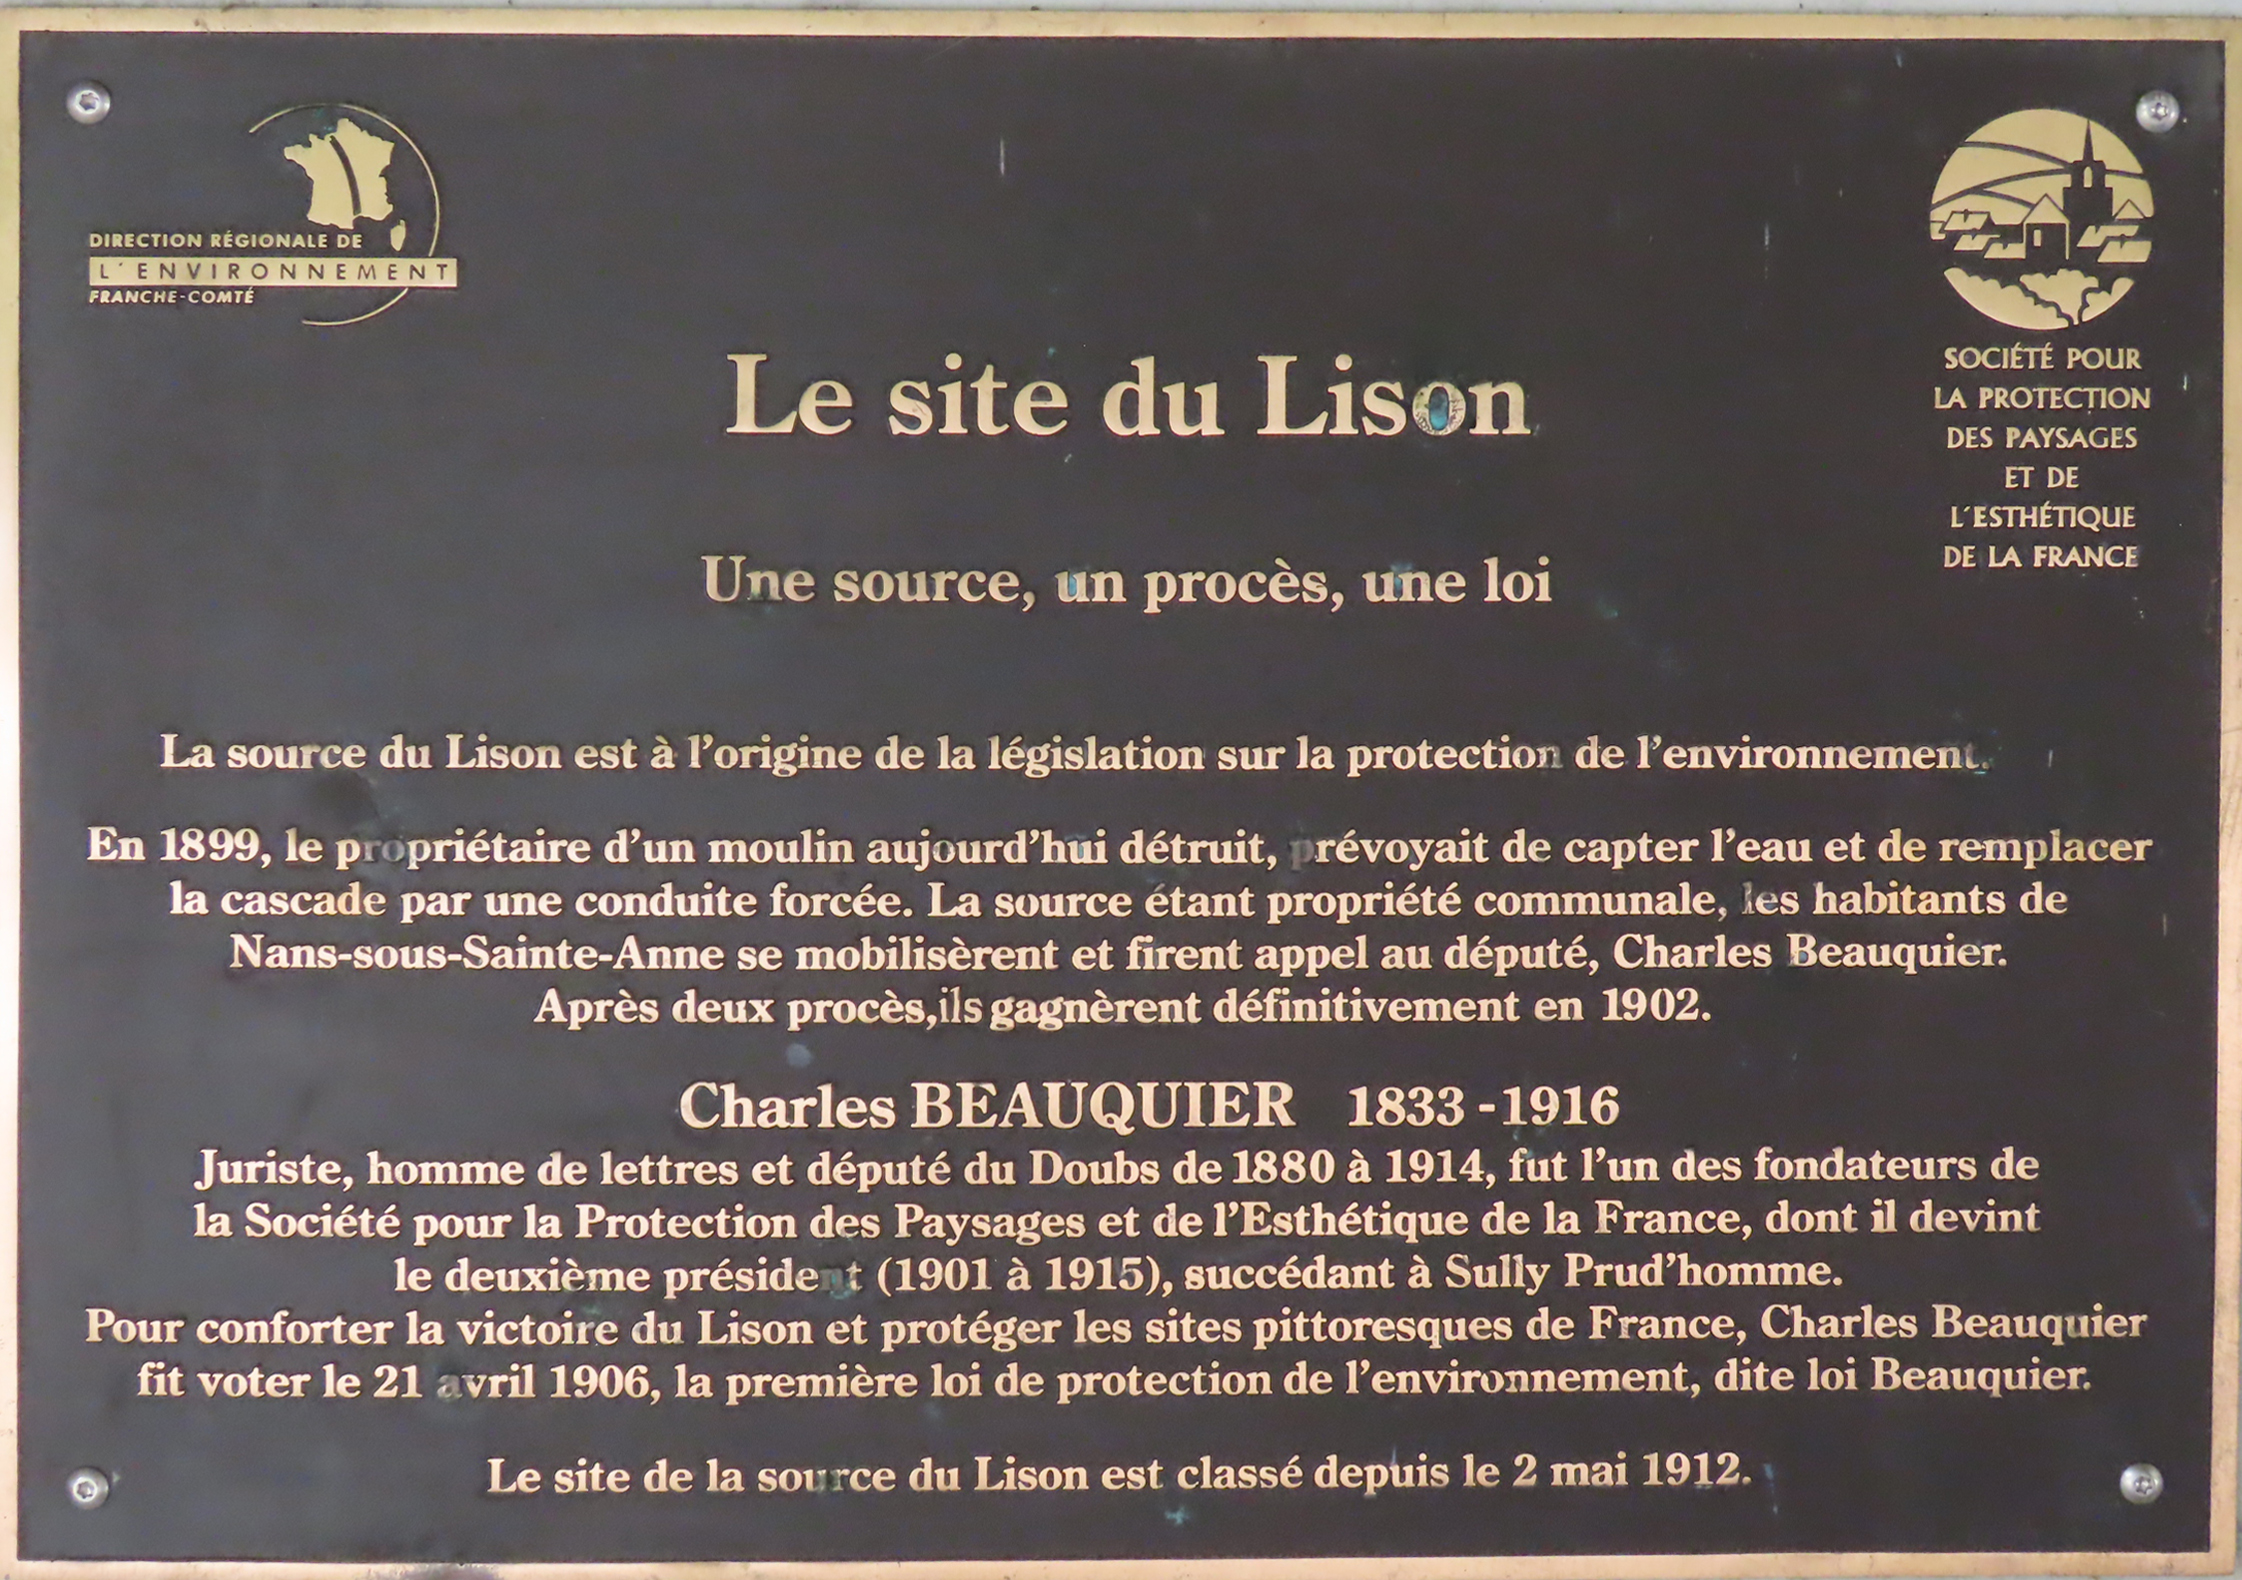 DIRECTION RÉGIONALE DE
L'ENVIRONNEMENT
FRANCHE-COMTÉ
SOCIÉTÉ POUR
LA PROTECTION
DES PAYSAGES
ET DE
L'ESTHÉTIQUE
DE LA FRANCE
Le site du Lison
Une source, un procès, une loi
La source du Lison est à l'origine de la législation sur la protection de l'environnement.
En 1899, le propriétaire d'un moulin aujourd'hui détruit, prévoyait de capter l'eau et de remplacer
la cascade par une conduite forcée. La source étant propriété communale, les habitants de
Nans-sous-Sainte-Anne se mobilisèrent et firent appel au député, Charles Beauquier.
Après deux procès,ils gagnèrent définitivement en 1902.
Charles BEAUQUIER 1833 -1916
Juriste, homme de lettres et député du Doubs de 1880 à 1914, fut l'un des fondateurs de
la Société pour la Protection des Paysages et de l'Esthétique de la France, dont il devint
le deuxième président (1901 à 1915), succédant à Sully Prud'homme.
Pour conforter la victoire du Lison et protéger les sites pittoresques de France, Charles Beauquier
fit voter le 21 avril 1906, la première loi de protection de l'environnement, dite loi Beauquier.
Le site de la source du Lison est classé depuis le 2 mai 1912.